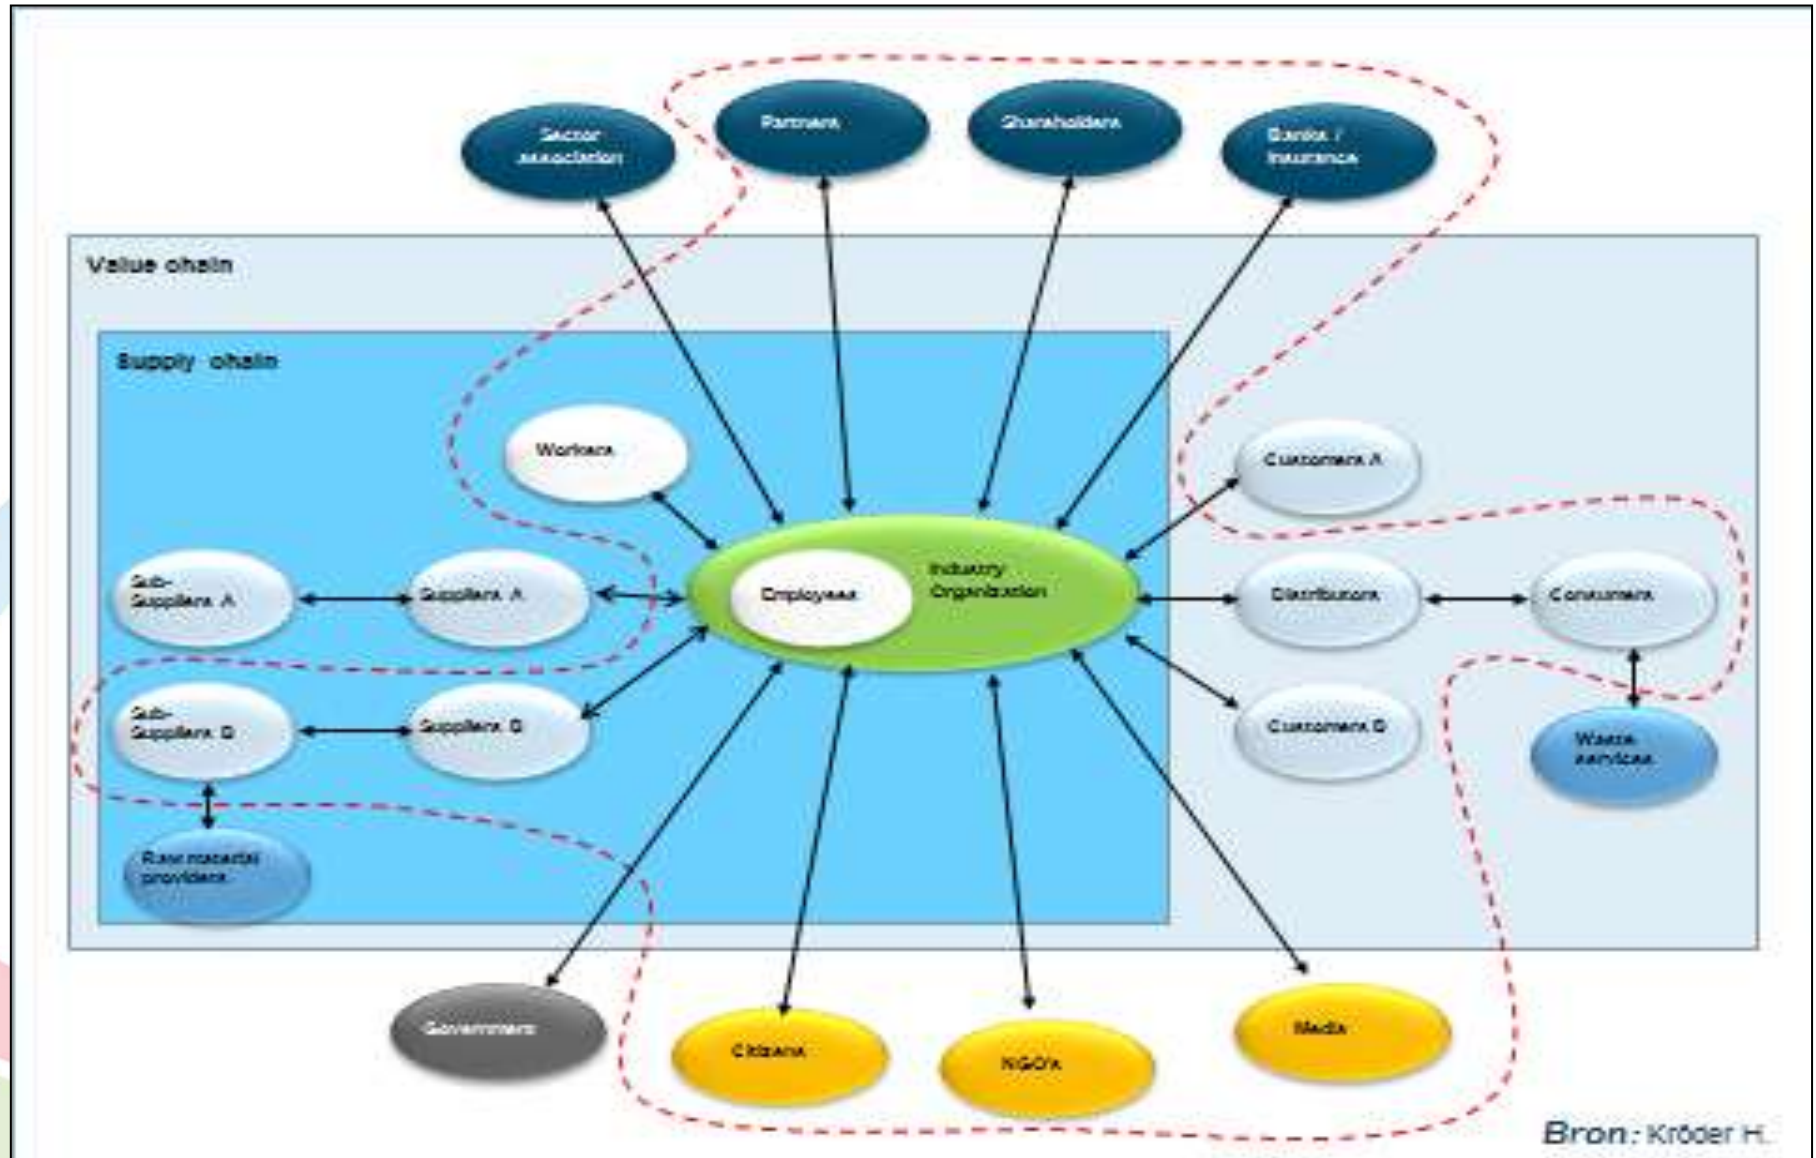 Sector
association
Partners
Shareholders
Banks /
Insurance
Value chain
Supply chain
Workers
Customers A
Sub-
Suppliers A
Suppliers A
Employees
Industry
Organization
Distributors
Consumers
Sub-
Suppliers B
Suppliers B
Customers B
Waste
services
Raw material
providers
Government
Citizens
NGO's
Media
Bron: Kröder H.